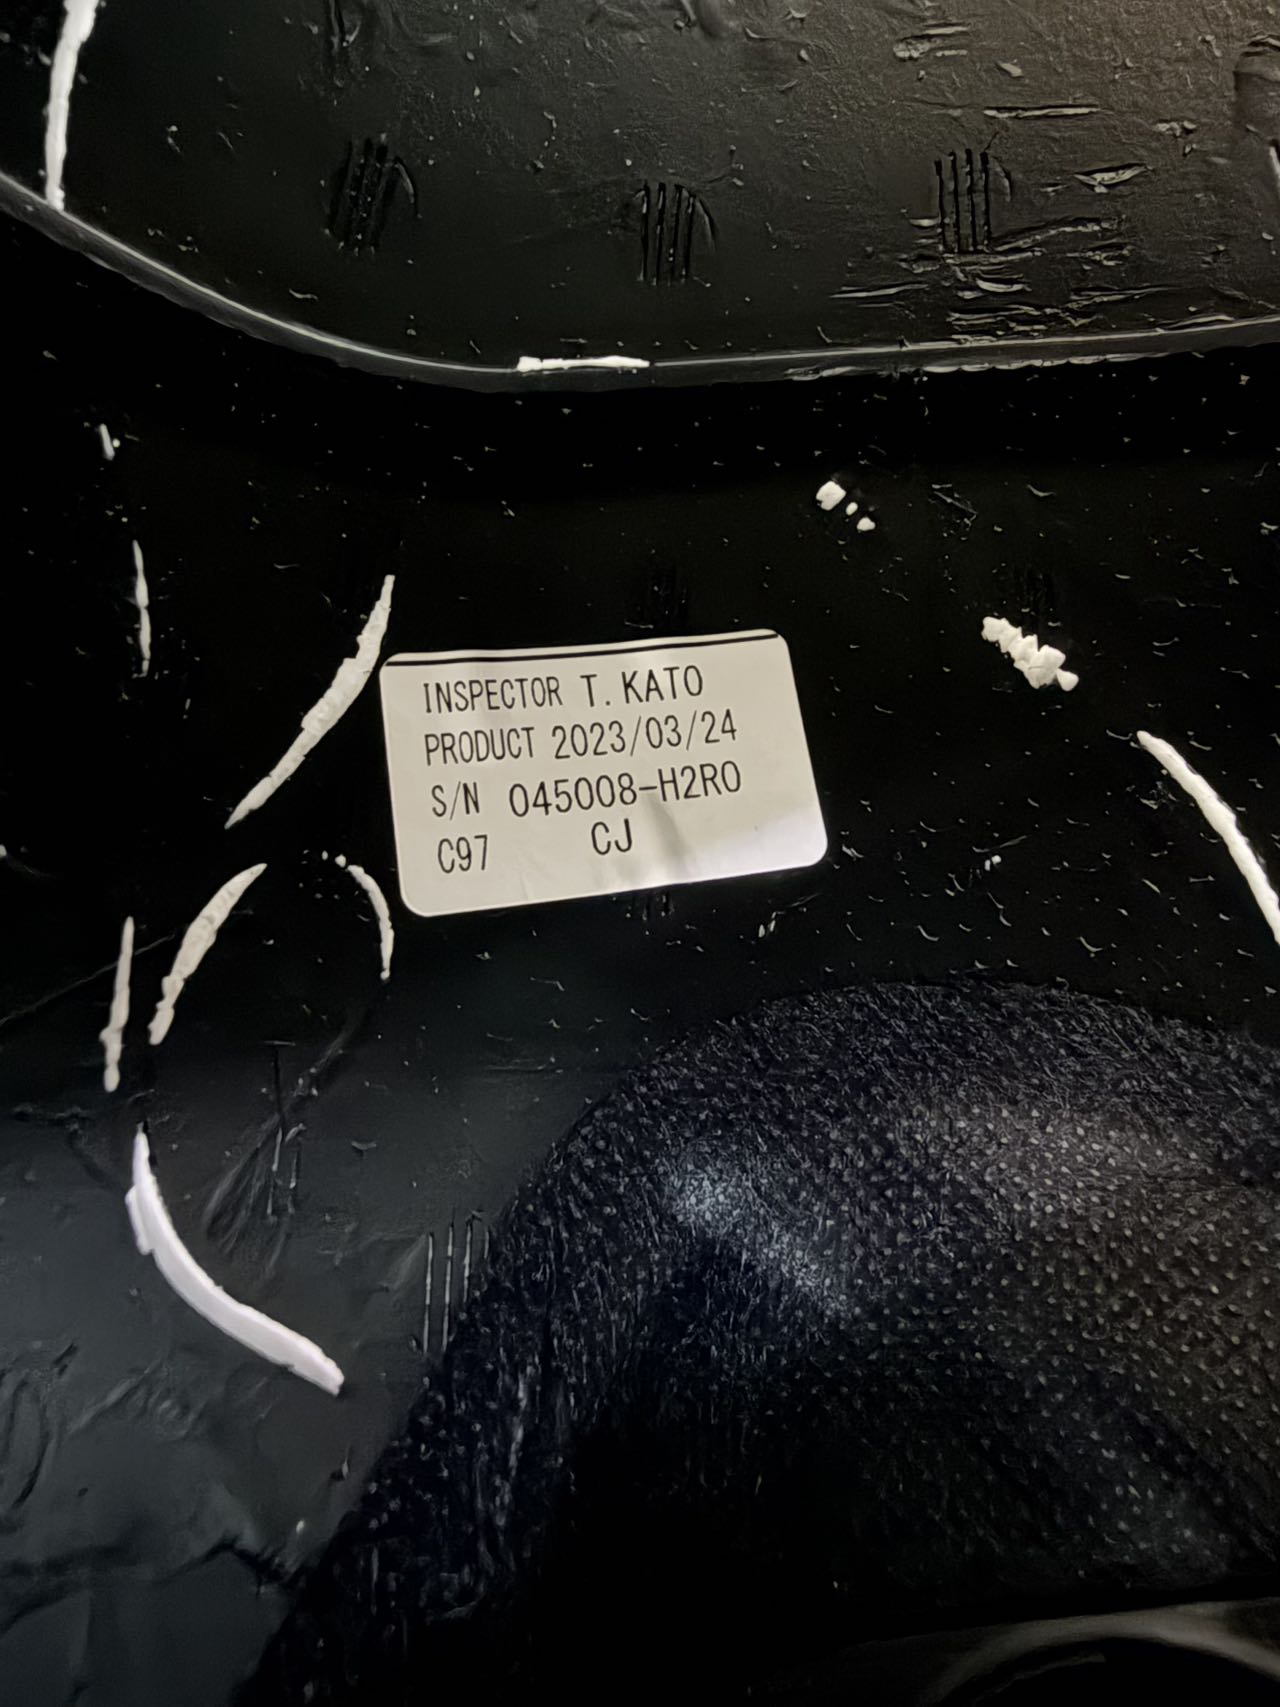 INSPECTOR T. KATO
PRODUCT 2023/03/24
S/N 045008-H2R0
C97 CJ